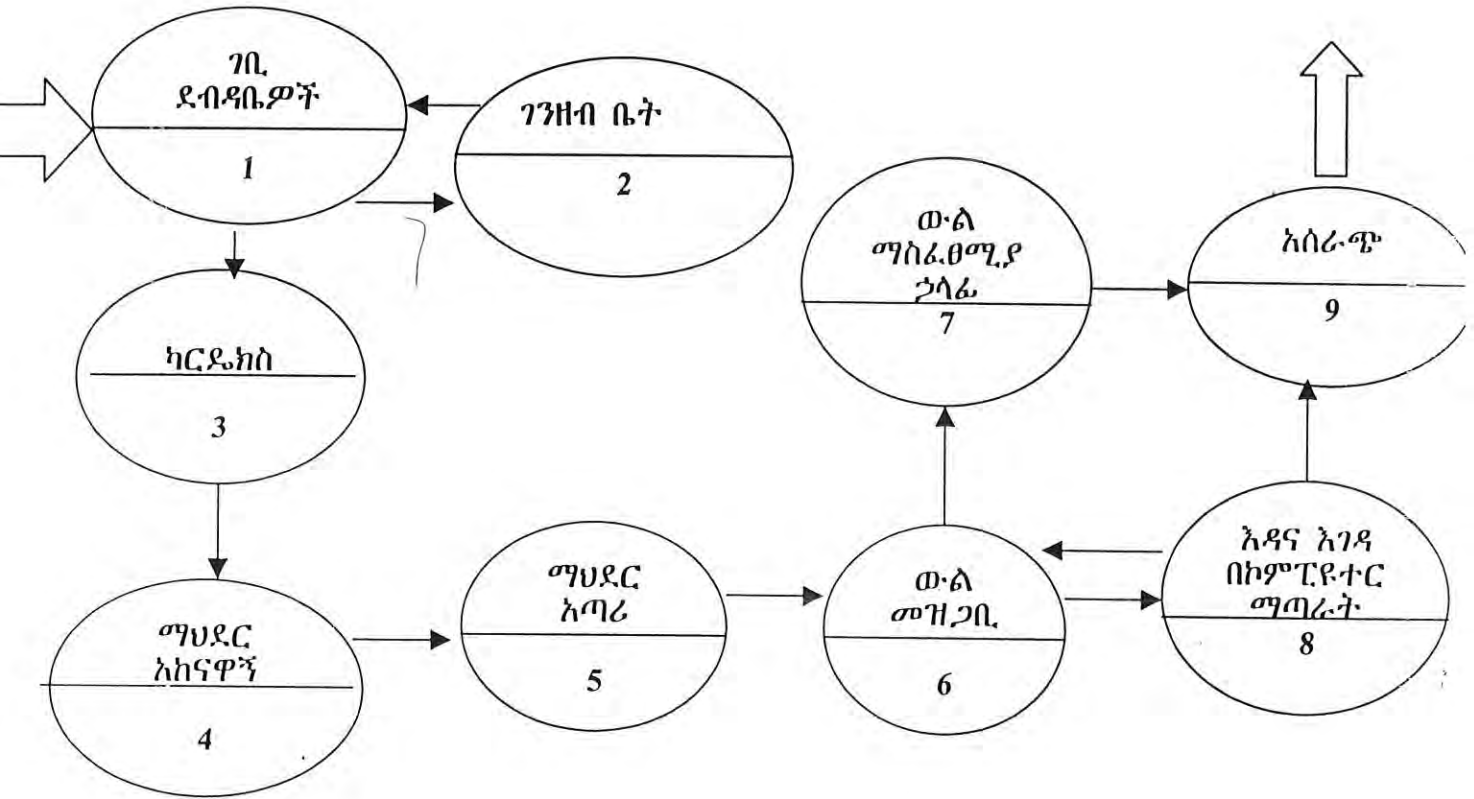 ገቢ
ደብዳቤዎች
1
ገንዘብ ቤት
2
ካርዴክስ
3
ማህደር
አከናዋኝ
4
ማህደር
አጣሪ
5
ውል
መዝጋቢ
6
ውል
ማስፈፀሚያ
ኃላፊ
7
እዳና እገዳ
በኮምፒዩተር
ማጣራት
8
አሰራጭ
9